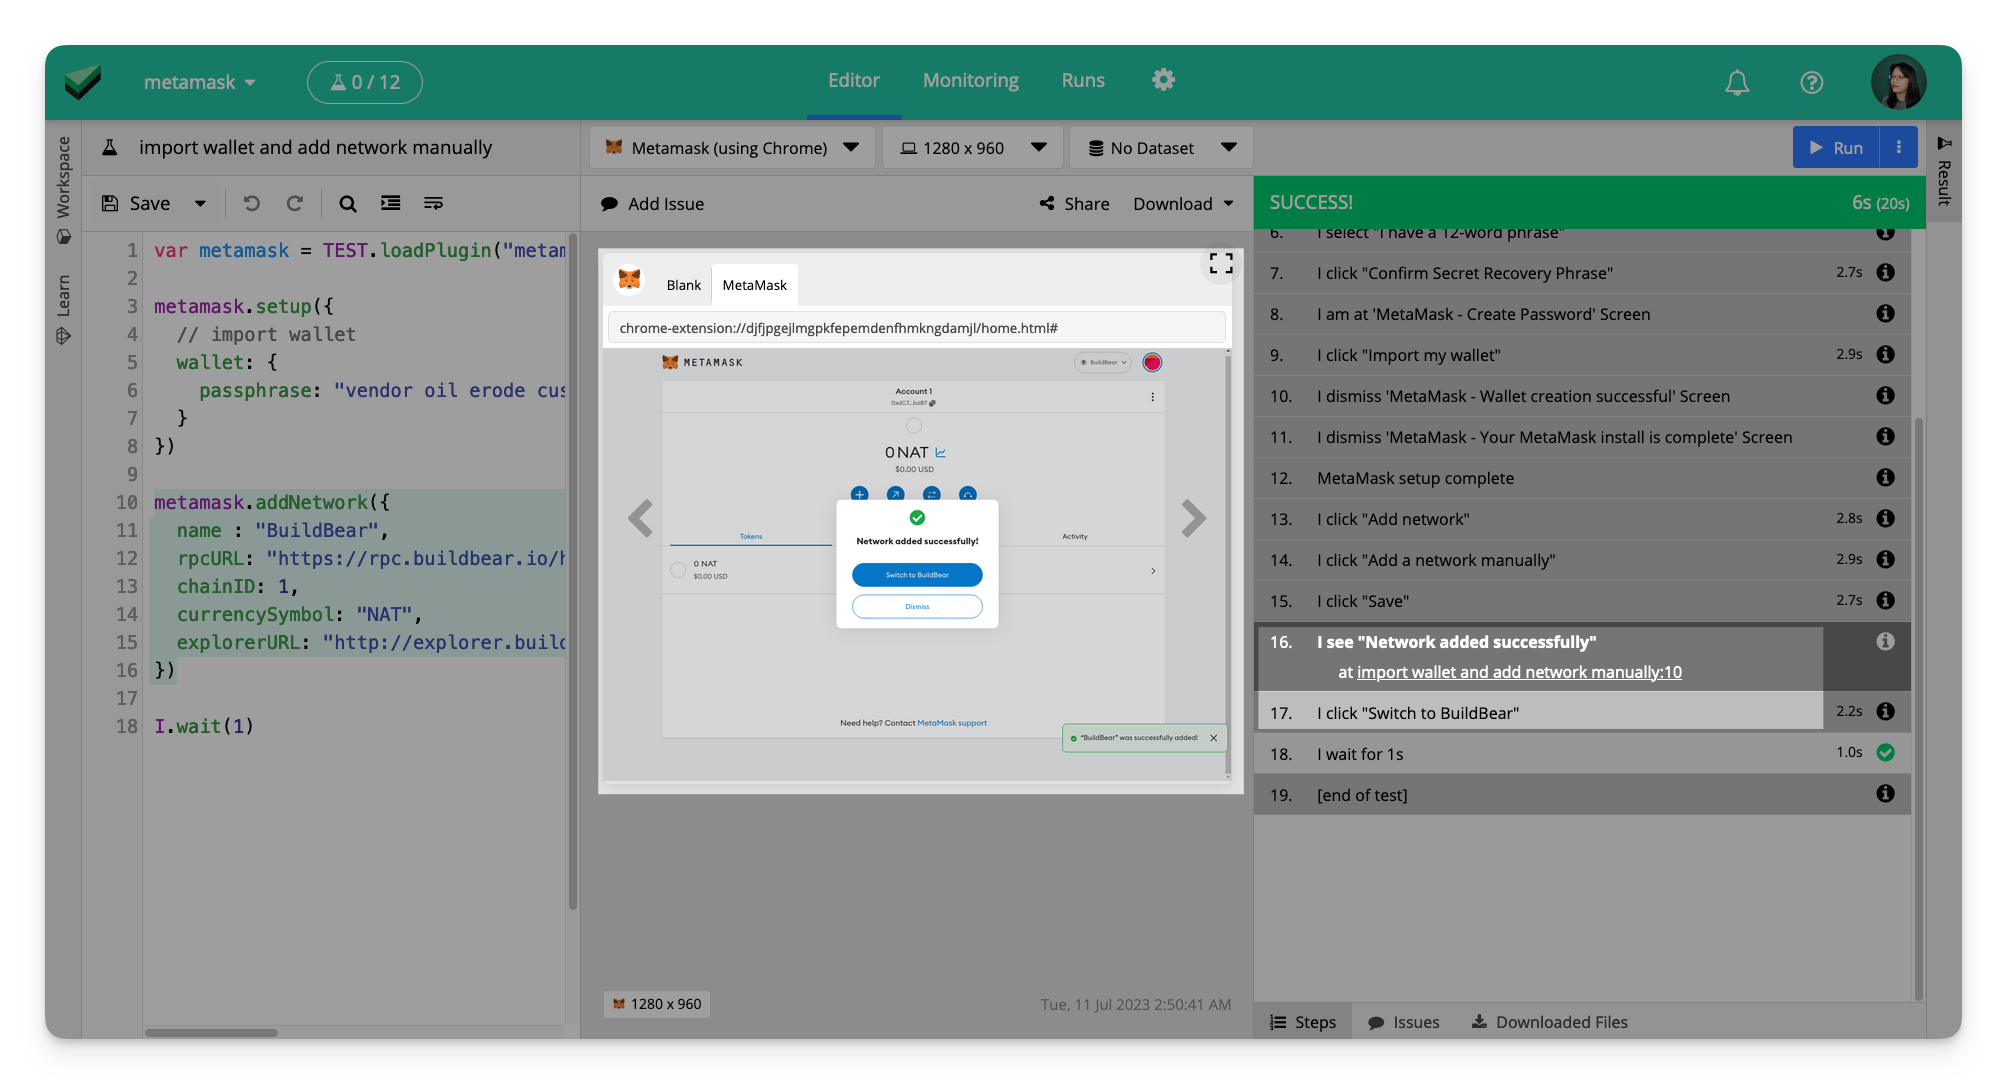 metamask
0 / 12
Editor
Monitoring
Runs
Workspace
Learn
import wallet and add network manually
Metamask (using Chrome)
1280 x 960
No Dataset
Run
Result
Save
Add Issue
Share
Download
SUCCESS!
6s (20s)
1 var metamask = TEST.loadPlugin("metam
2
3 metamask.setup({
4 // import wallet
5 wallet: {
6 passphrase: "vendor oil erode cus
7 }
8 })
9
10 metamask.addNetwork({
11 name : "BuildBear",
12 rpcURL: "https://rpc.buildbear.io/h
13 chainID: 1,
14 currencySymbol: "NAT",
15 explorerURL: "http://explorer.build
16 })
17
18 I.wait(1)
Blank
MetaMask
chrome-extension://djfjpgejlmgpkfepemdenfhmkngdamjl/home.html#
METAMASK
BuildBear
Account 1
0xdC7...bdB7
0 NAT
$0.00 USD
Tokens
Activity
0 NAT
$0.00 USD
Network added successfully!
Switch to BuildBear
Dismiss
Need help? Contact MetaMask support
"BuildBear" was successfully added!
1280 x 960
Tue, 11 Jul 2023 2:50:41 AM
6. I select "I have a 12-word phrase"
7. I click "Confirm Secret Recovery Phrase" 2.7s
8. I am at 'MetaMask - Create Password' Screen
9. I click "Import my wallet" 2.9s
10. I dismiss 'MetaMask - Wallet creation successful' Screen
11. I dismiss 'MetaMask - Your MetaMask install is complete' Screen
12. MetaMask setup complete
13. I click "Add network" 2.8s
14. I click "Add a network manually" 2.9s
15. I click "Save" 2.7s
16. I see "Network added successfully"
at import wallet and add network manually:10
17. I click "Switch to BuildBear" 2.2s
18. I wait for 1s 1.0s
19. [end of test]
Steps
Issues
Downloaded Files